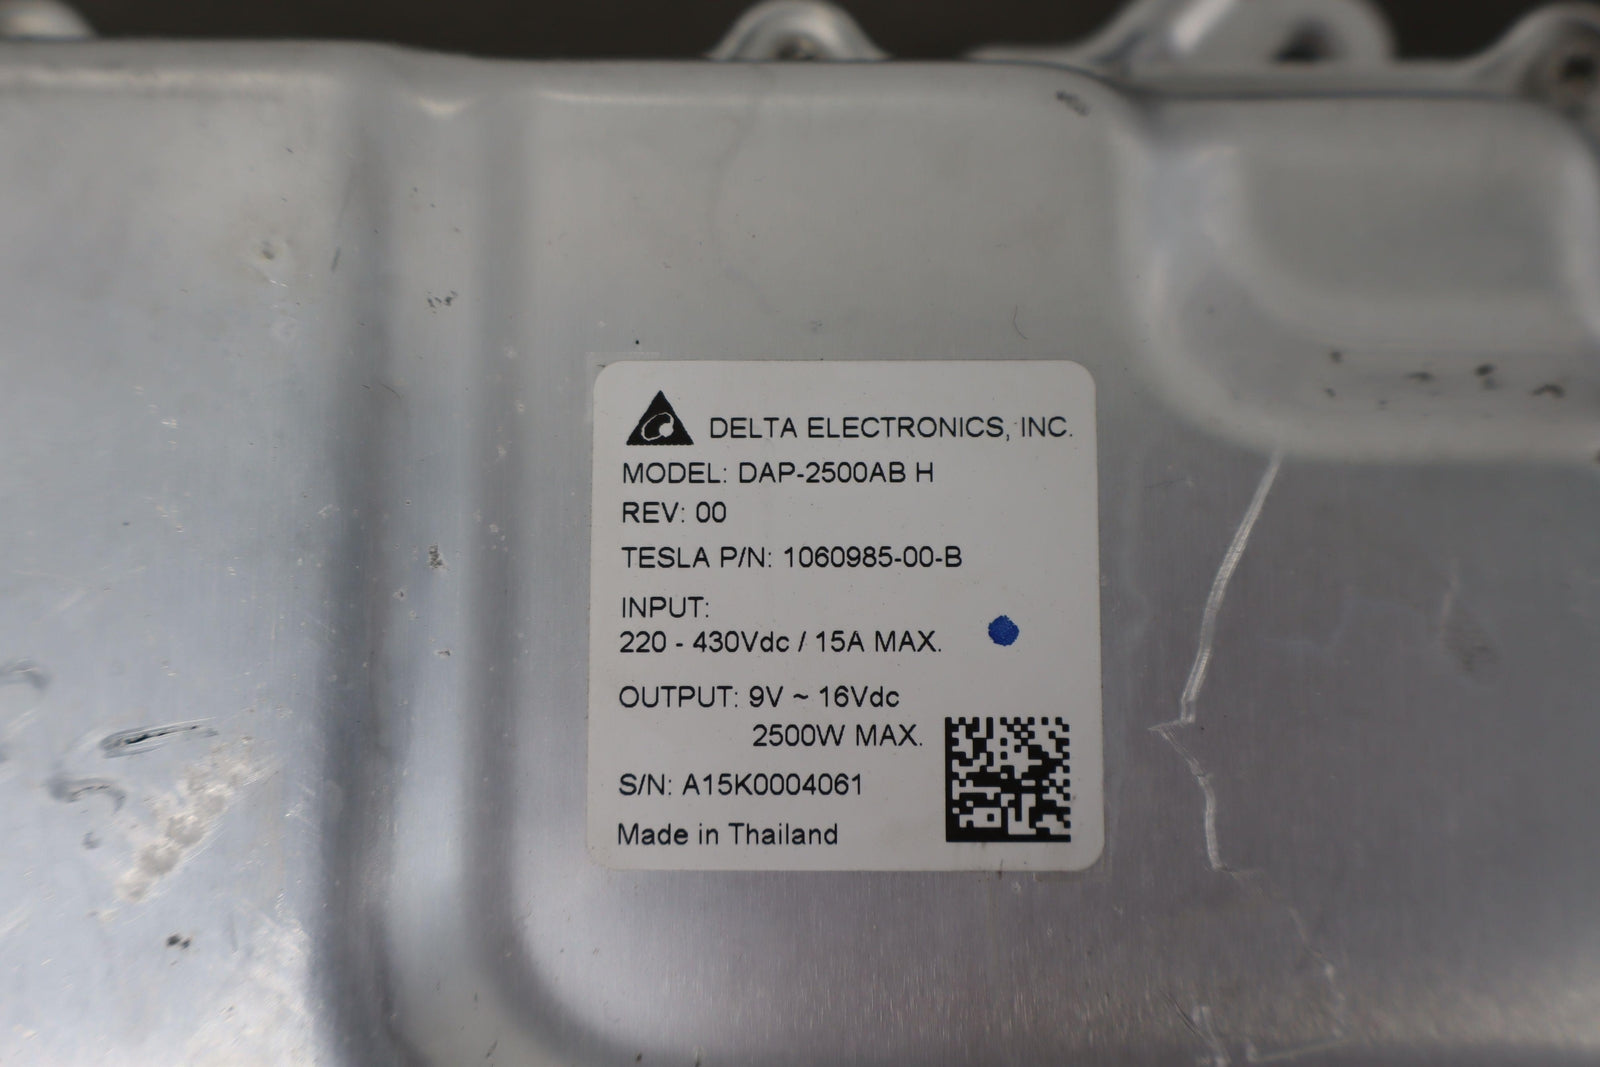 DELTA ELECTRONICS, INC.
MODEL: DAP-2500AB H
REV: 00
TESLA P/N: 1060985-00-B
INPUT:
220 - 430Vdc / 15A MAX.
OUTPUT: 9V ~ 16Vdc
2500W MAX.
S/N: A15K0004061
Made in Thailand